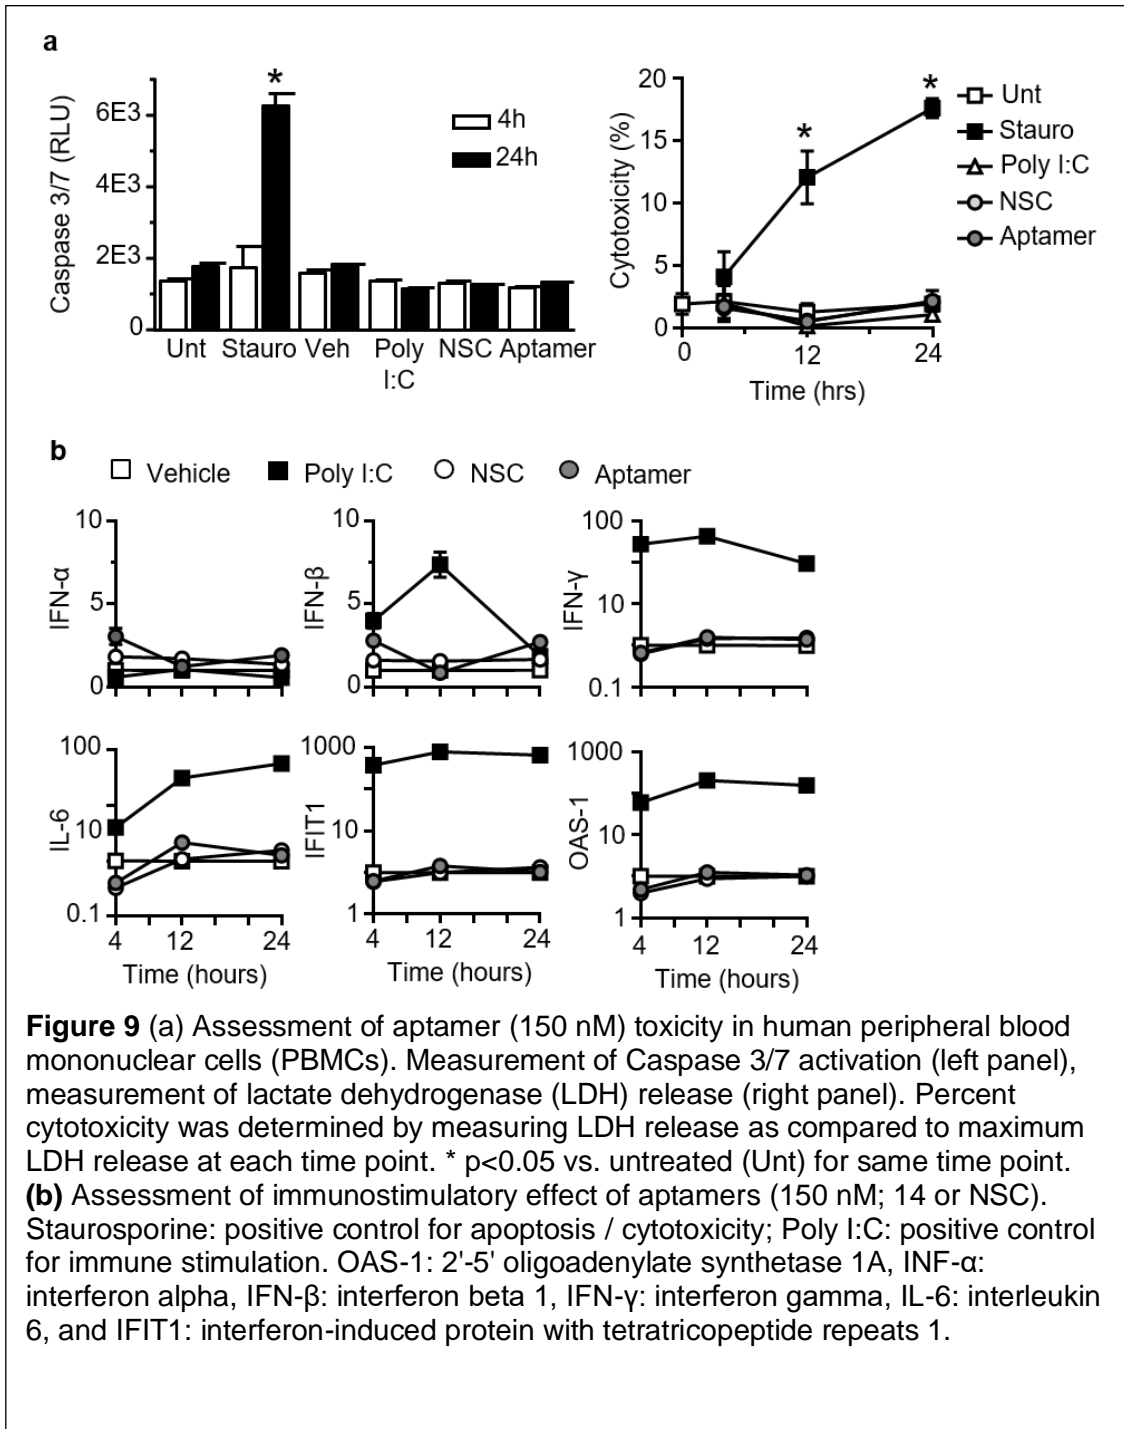 a
Caspase 3/7 (RLU)
6E3
4E3
2E3
0
*
4h
24h
Unt Stauro Veh Poly I:C NSC Aptamer
Cytotoxicity (%)
20
15
10
5
0
*
*
0 12 24
Time (hrs)
Unt
Stauro
Poly I:C
NSC
Aptamer
b
Vehicle Poly I:C NSC Aptamer
IFN-α
10
5
0
IFN-β
10
5
0
IFN-γ
100
10
0.1
IL-6
100
10
0.1
4 12 24
Time (hours)
IFIT1
1000
10
1
4 12 24
Time (hours)
OAS-1
1000
10
1
4 12 24
Time (hours)
Figure 9 (a) Assessment of aptamer (150 nM) toxicity in human peripheral blood
mononuclear cells (PBMCs). Measurement of Caspase 3/7 activation (left panel),
measurement of lactate dehydrogenase (LDH) release (right panel). Percent
cytotoxicity was determined by measuring LDH release as compared to maximum
LDH release at each time point. * p<0.05 vs. untreated (Unt) for same time point.
(b) Assessment of immunostimulatory effect of aptamers (150 nM; 14 or NSC).
Staurosporine: positive control for apoptosis / cytotoxicity; Poly I:C: positive control
for immune stimulation. OAS-1: 2'-5' oligoadenylate synthetase 1A, INF-α:
interferon alpha, IFN-β: interferon beta 1, IFN-γ: interferon gamma, IL-6: interleukin
6, and IFIT1: interferon-induced protein with tetratricopeptide repeats 1.